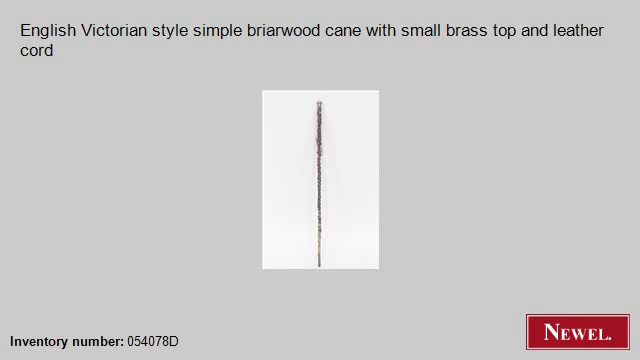 English Victorian style simple briarwood cane with small brass top and leather
cord
Inventory number: 054078D
NEWEL.